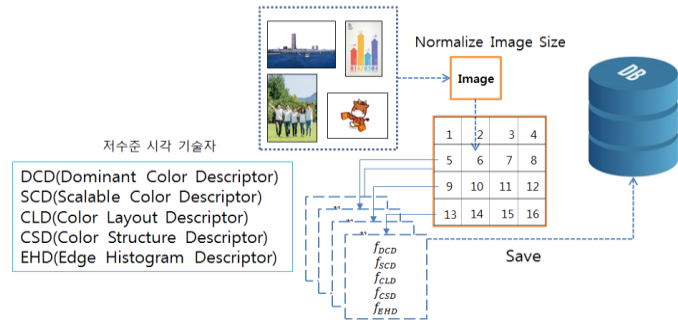 Normalize Image Size
Image
DB
저수준 시각 기술자
DCD(Dominant Color Descriptor)
SCD(Scalable Color Descriptor)
CLD(Color Layout Descriptor)
CSD(Color Structure Descriptor)
EHD(Edge Histogram Descriptor)
1 2 3 4
5 6 7 8
9 10 11 12
13 14 15 16
f_DCD
f_SCD
f_CLD
f_CSD
f_EHD
Save